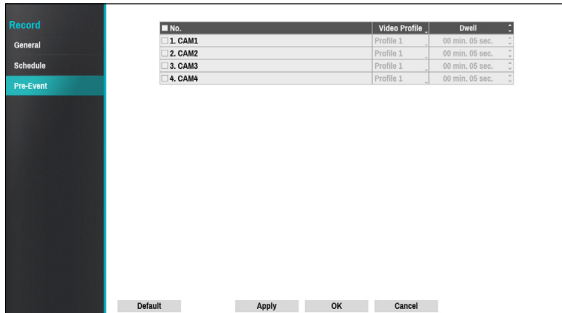 Record
General
Schedule
Pre-Event
No. Video Profile Dwell
1. CAM1 Profile 1 00 min. 05 sec.
2. CAM2 Profile 1 00 min. 05 sec.
3. CAM3 Profile 1 00 min. 05 sec.
4. CAM4 Profile 1 00 min. 05 sec.
Default Apply OK Cancel